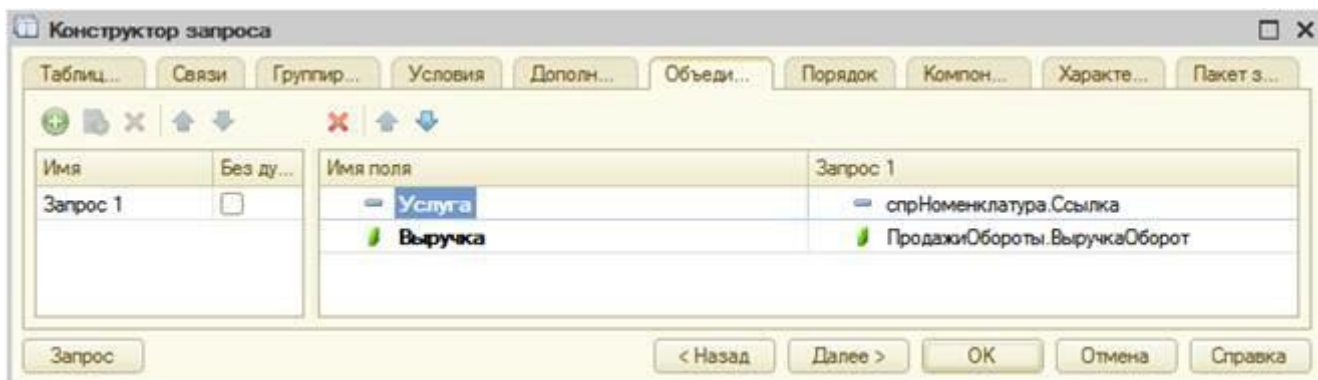 Конструктор запроса
Таблиц... Связи Группир... Условия Дополн... Объеди... Порядок Компон... Характе... Пакет з...
Имя Без ду... Имя поля Запрос 1
Запрос 1 Услуга спрНоменклатура.Ссылка
Выручка ПродажиОбороты.ВыручкаОборот
Запрос < Назад Далее > OK Отмена Справка